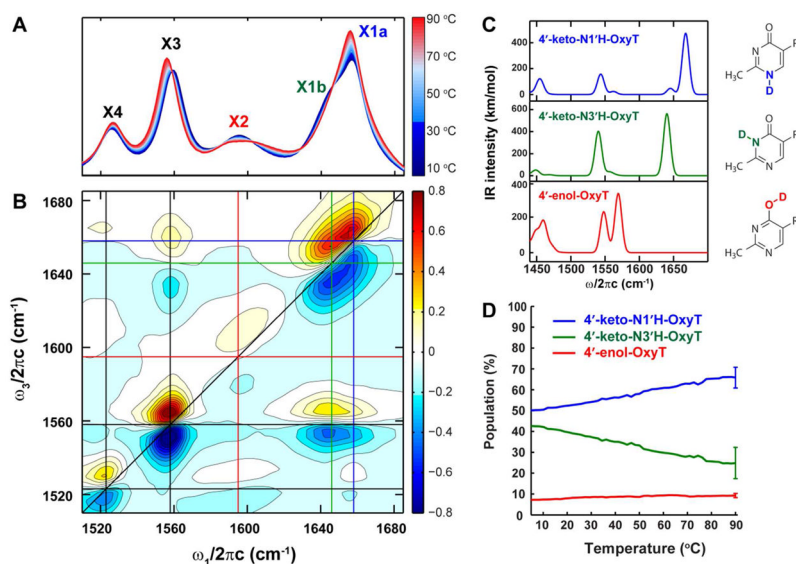 A
X3
X1a
X1b
X4
X2
90 °C
70 °C
50 °C
30 °C
10 °C
B
1680
1640
1600
1560
1520
ω₃/2πc (cm⁻¹)
1520 1560 1600 1640 1680
ω₁/2πc (cm⁻¹)
0.8
0.6
0.4
0.2
0
−0.2
−0.4
−0.6
−0.8
C
IR intensity (km/mol)
4′-keto-N1′H-OxyT
400
200
0
4′-keto-N3′H-OxyT
600
400
200
0
4′-enol-OxyT
400
200
0
1450 1500 1550 1600 1650
ω/2πc (cm⁻¹)
O
N
R
H₃C
N
D
O
D
N
R
H₃C
N
O
D
N
R
H₃C
N
D
Population (%)
100
90
80
70
60
50
40
30
20
10
0
4′-keto-N1′H-OxyT
4′-keto-N3′H-OxyT
4′-enol-OxyT
10 20 30 40 50 60 70 80 90
Temperature (°C)